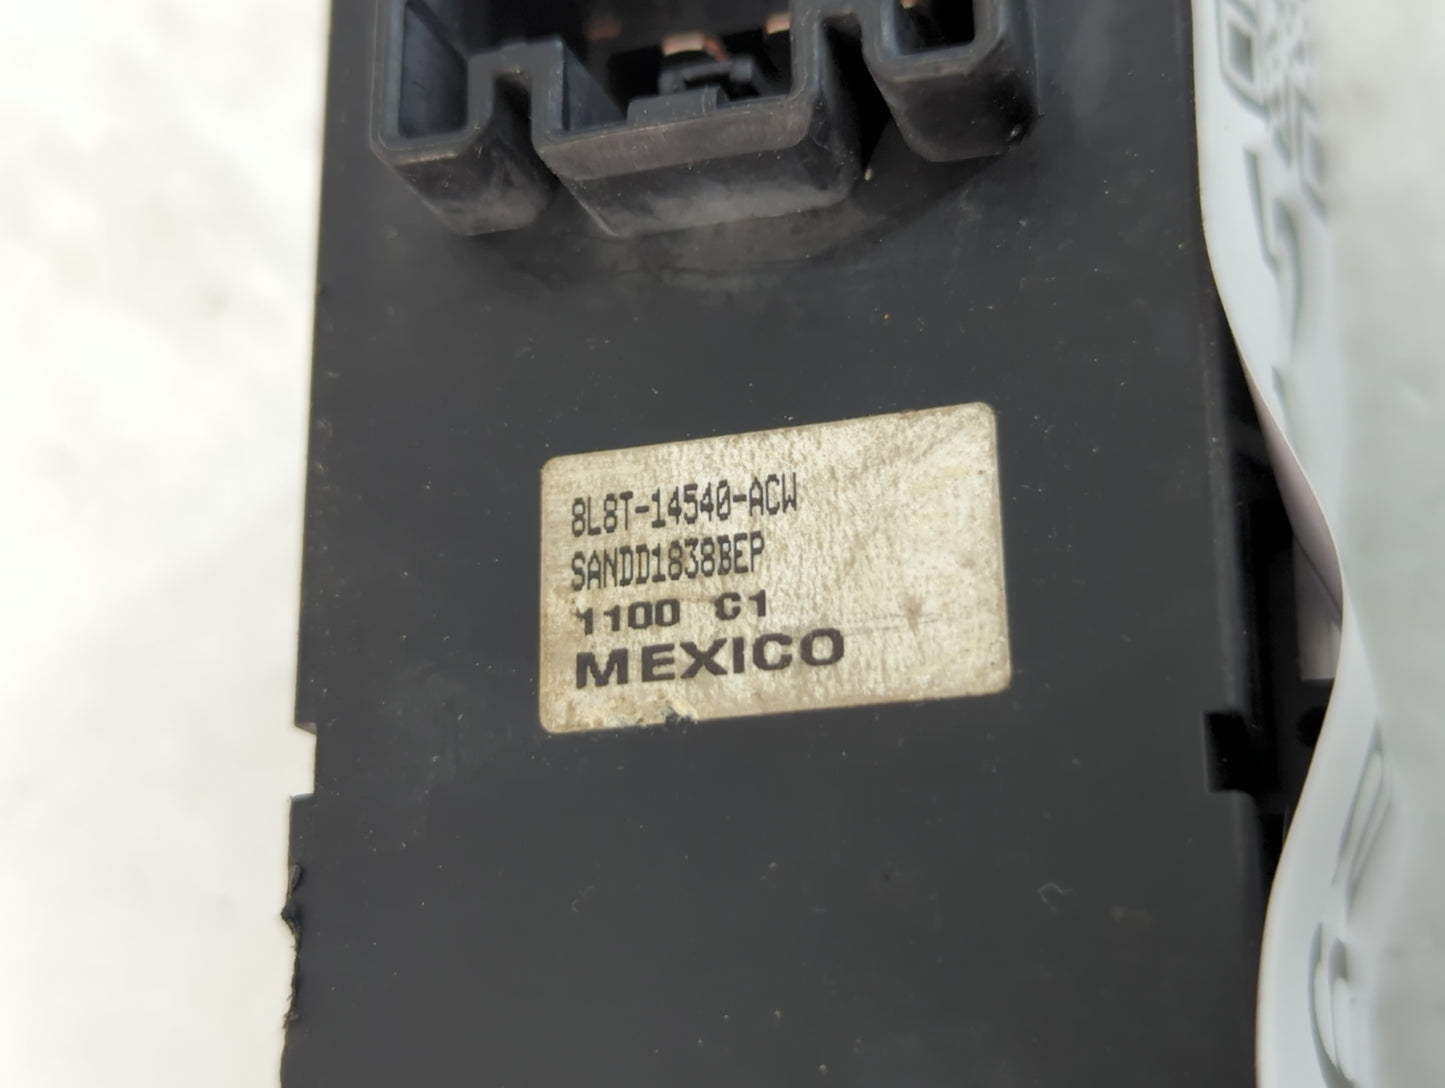 8L8T-14540-ACW
SANDD1838BEP
1100 C1
MEXICO